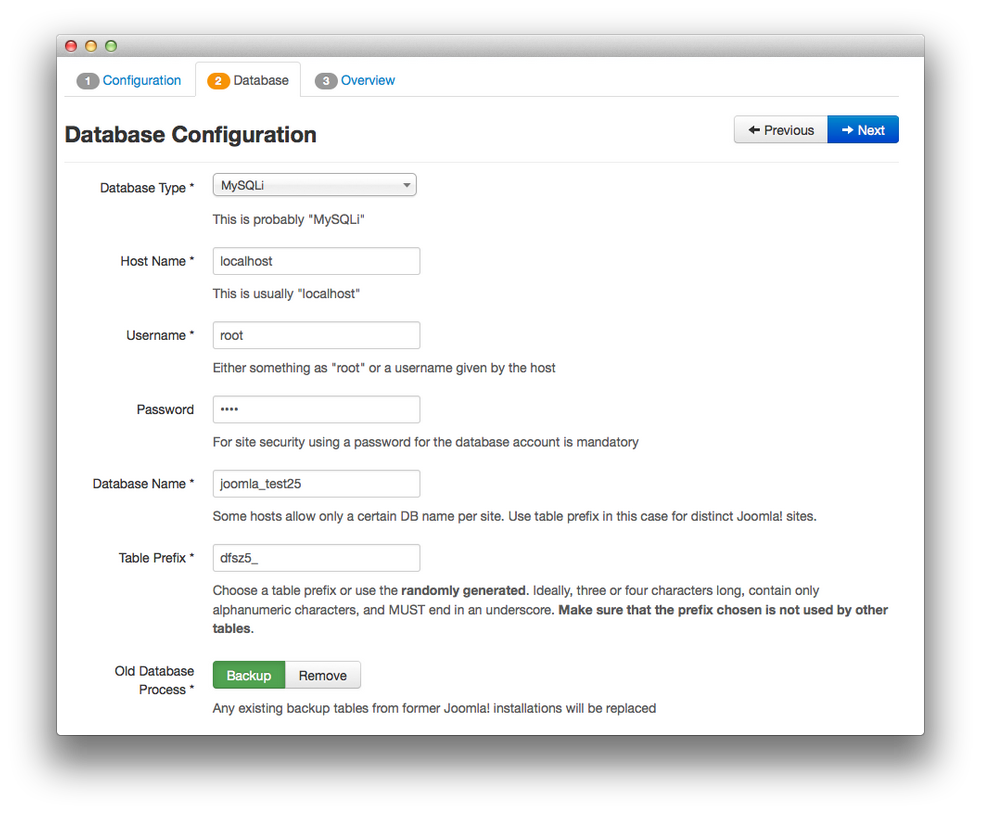 1 Configuration 2 Database 3 Overview
Database Configuration
Previous Next
Database Type * MySQLi
This is probably "MySQLi"
Host Name * localhost
This is usually "localhost"
Username * root
Either something as "root" or a username given by the host
Password ••••
For site security using a password for the database account is mandatory
Database Name * joomla_test25
Some hosts allow only a certain DB name per site. Use table prefix in this case for distinct Joomla! sites.
Table Prefix * dfsz5_
Choose a table prefix or use the randomly generated. Ideally, three or four characters long, contain only
alphanumeric characters, and MUST end in an underscore. Make sure that the prefix chosen is not used by other
tables.
Old Database
Process *
Backup Remove
Any existing backup tables from former Joomla! installations will be replaced